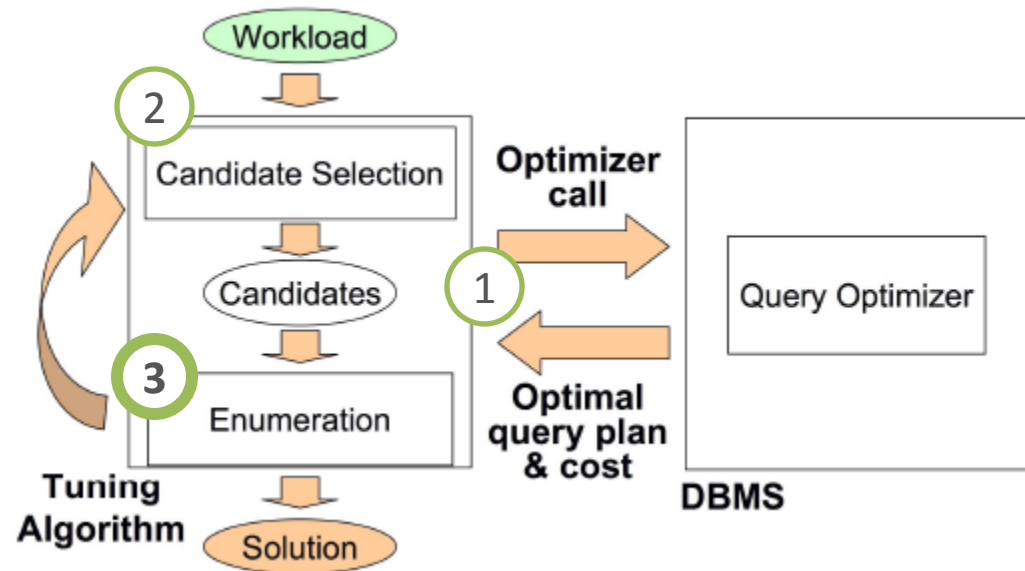 Workload
2
Candidate Selection
Optimizer
call
Candidates
1
Query Optimizer
3
Enumeration
Optimal
query plan
& cost
Tuning
Algorithm
DBMS
Solution